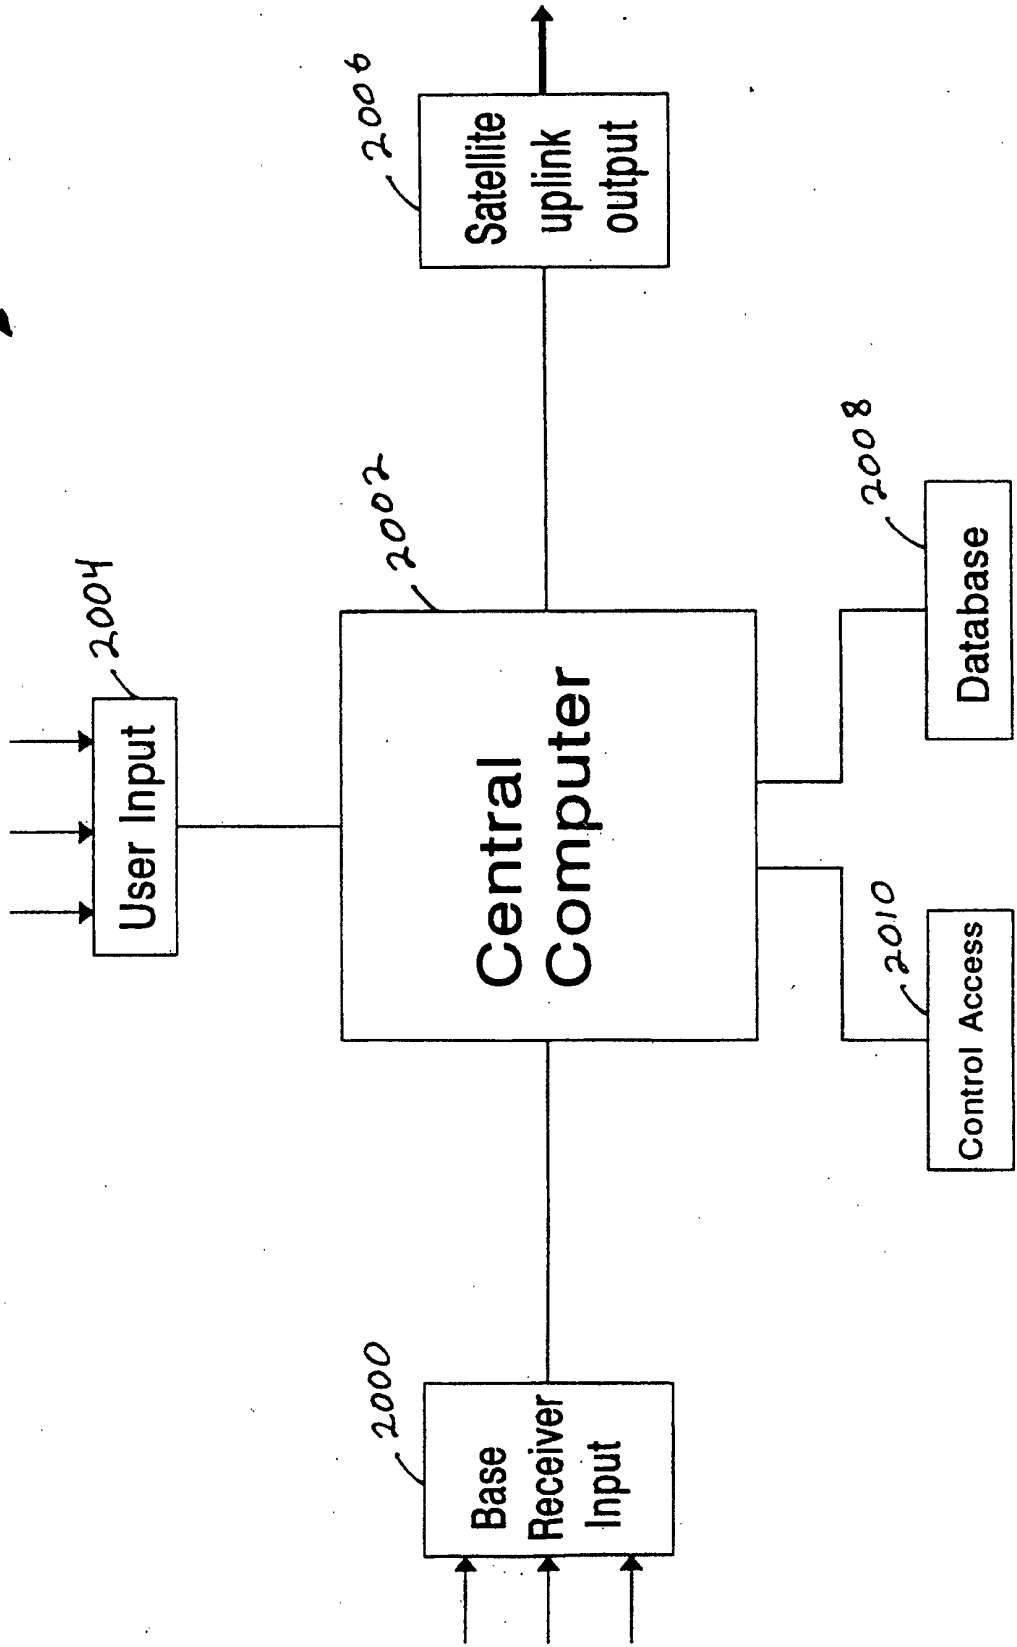 2004
User Input
2000
Base
Receiver
Input
2002
Central
Computer
2006
Satellite
uplink
output
2010
Control Access
2008
Database